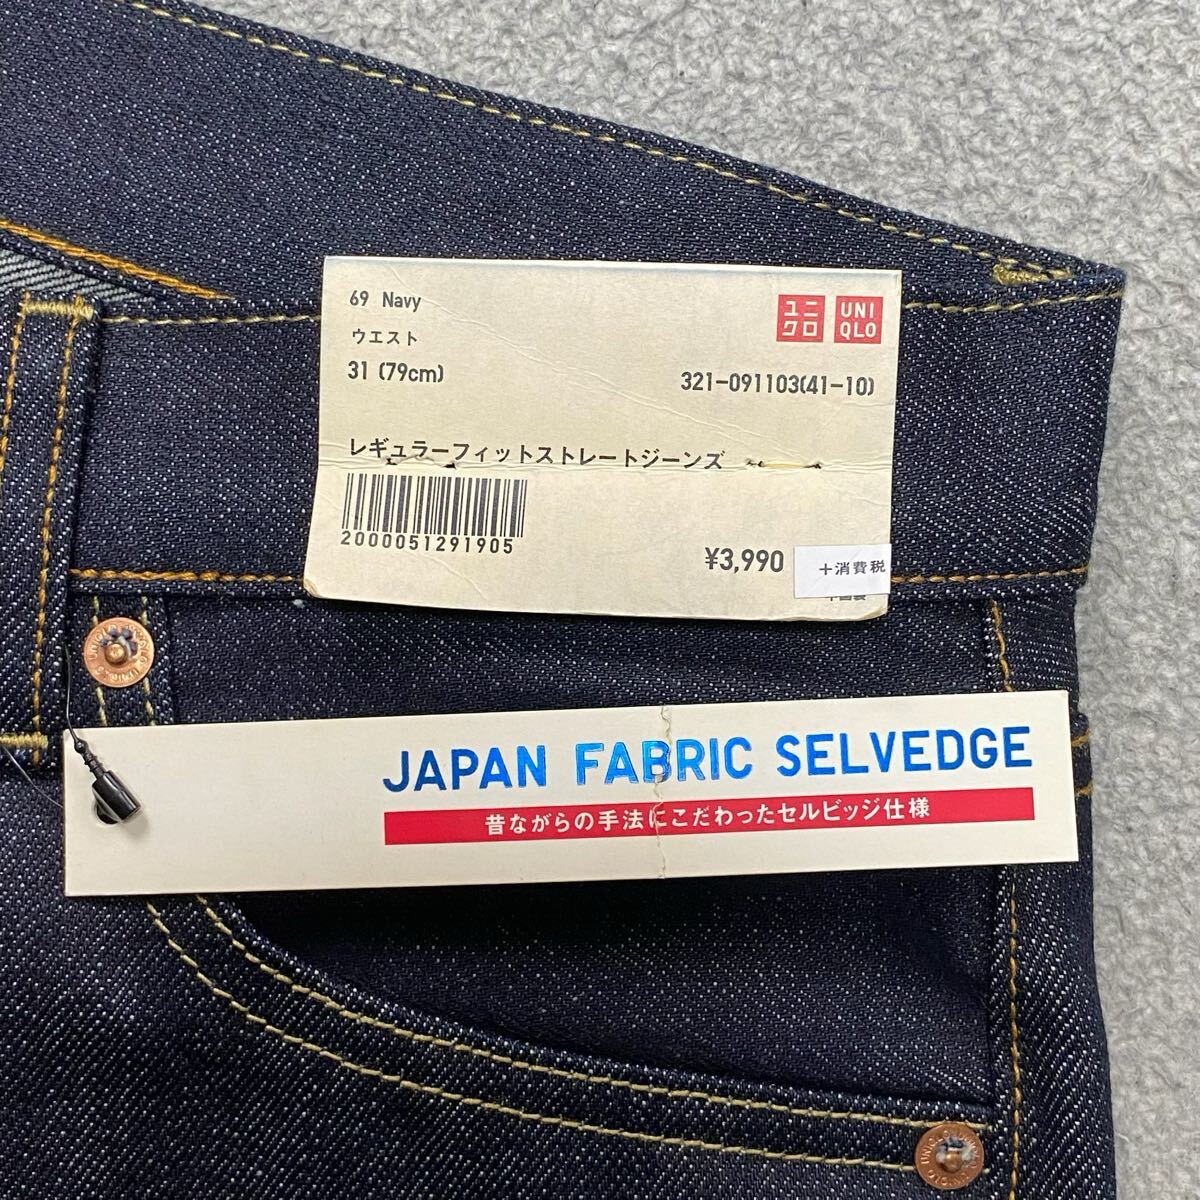 69 Navy
ウエスト
31 (79cm)
ユニ
クロ
UNI
QLO
321-091103(41-10)
レギュラーフィットストレートジーンズ
2000051291905
¥3,990
+消費税
JAPAN FABRIC SELVEDGE
昔ながらの手法にこだわったセルビッジ仕様